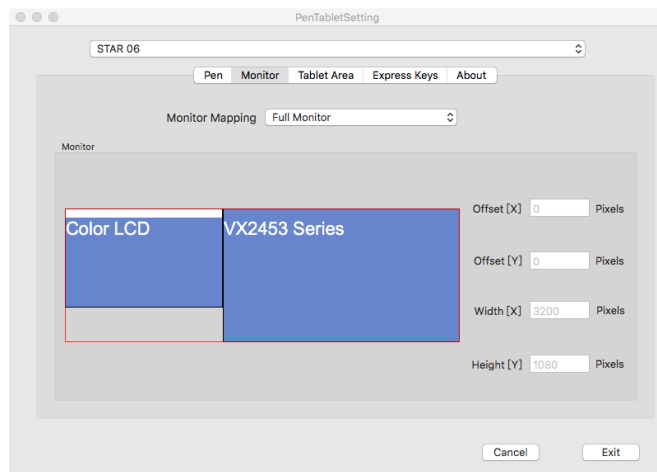 PenTabletSetting
STAR 06
Pen Monitor Tablet Area Express Keys About
Monitor Mapping Full Monitor
Monitor
Color LCD VX2453 Series
Offset [X] 0 Pixels
Offset [Y] 0 Pixels
Width [X] 3200 Pixels
Height [Y] 1080 Pixels
Cancel Exit